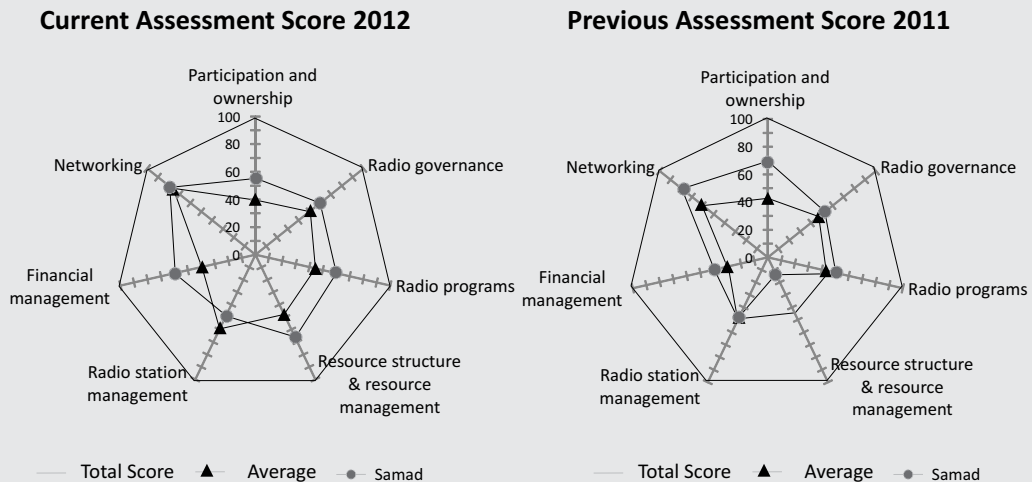 Current Assessment Score 2012
Participation and
ownership
100
80
60
40
20
0
Networking
Radio governance
Financial
management
Radio programs
Radio station
management
Resource structure
& resource
management
Total Score
Average
Samad
Previous Assessment Score 2011
Participation and
ownership
100
80
60
40
20
0
Networking
Radio governance
Financial
management
Radio programs
Radio station
management
Resource structure
& resource
management
Total Score
Average
Samad